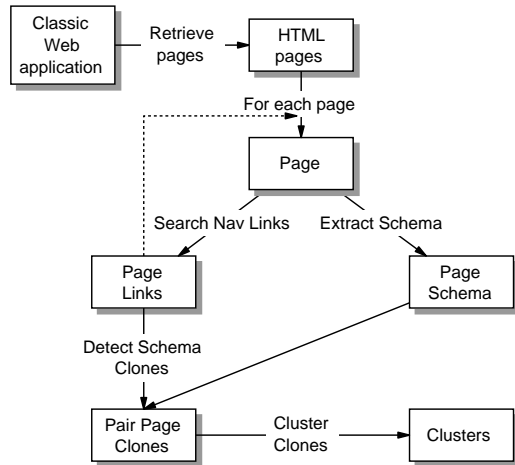 Classic
Web
application
Retrieve
pages
HTML
pages
For each page
Page
Search Nav Links
Extract Schema
Page
Links
Page
Schema
Detect Schema
Clones
Pair Page
Clones
Cluster
Clones
Clusters